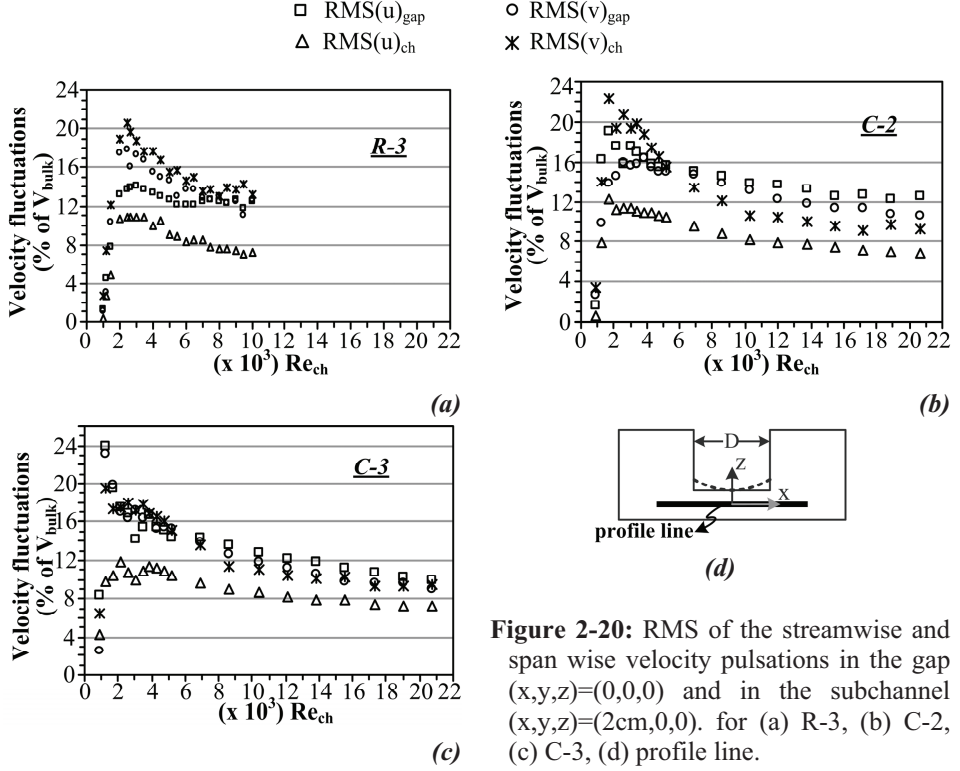 □ RMS(u)gap ○ RMS(v)gap
△ RMS(u)ch ✳ RMS(v)ch
(a)
24
20
16
12
8
4
0
R-3
Velocity fluctuations
(% of Vbulk)
0 2 4 6 8 10 12 14 16 18 20 22
(x 10³) Rech
(a)
(b)
24
20
16
12
8
4
0
C-2
Velocity fluctuations
(% of Vbulk)
0 2 4 6 8 10 12 14 16 18 20 22
(x 10³) Rech
(b)
24
20
16
12
8
4
0
C-3
Velocity fluctuations
(% of Vbulk)
0 2 4 6 8 10 12 14 16 18 20 22
(x 10³) Rech
(c)
D
z
x
profile line
(d)
Figure 2-20: RMS of the streamwise and
span wise velocity pulsations in the gap
(x,y,z)=(0,0,0) and in the subchannel
(x,y,z)=(2cm,0,0). for (a) R-3, (b) C-2,
(c) C-3, (d) profile line.